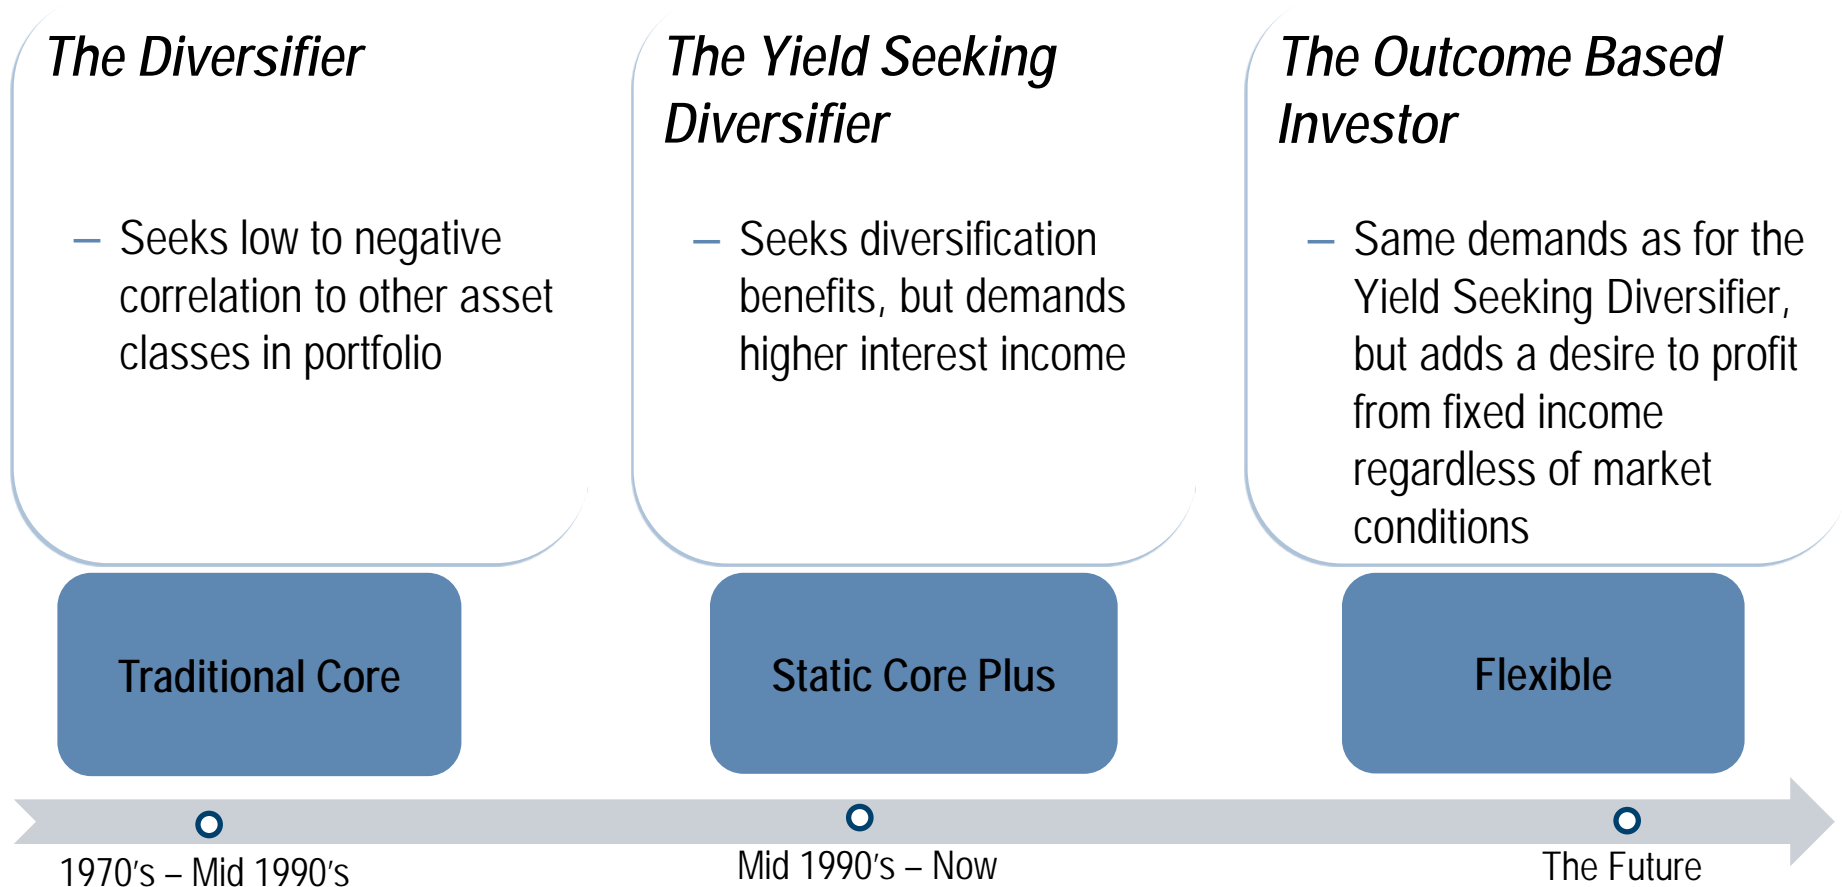 The Diversifier
– Seeks low to negative
correlation to other asset
classes in portfolio
The Yield Seeking
Diversifier
– Seeks diversification
benefits, but demands
higher interest income
The Outcome Based
Investor
– Same demands as for the
Yield Seeking Diversifier,
but adds a desire to profit
from fixed income
regardless of market
conditions
Traditional Core
Static Core Plus
Flexible
1970's – Mid 1990's
Mid 1990's – Now
The Future